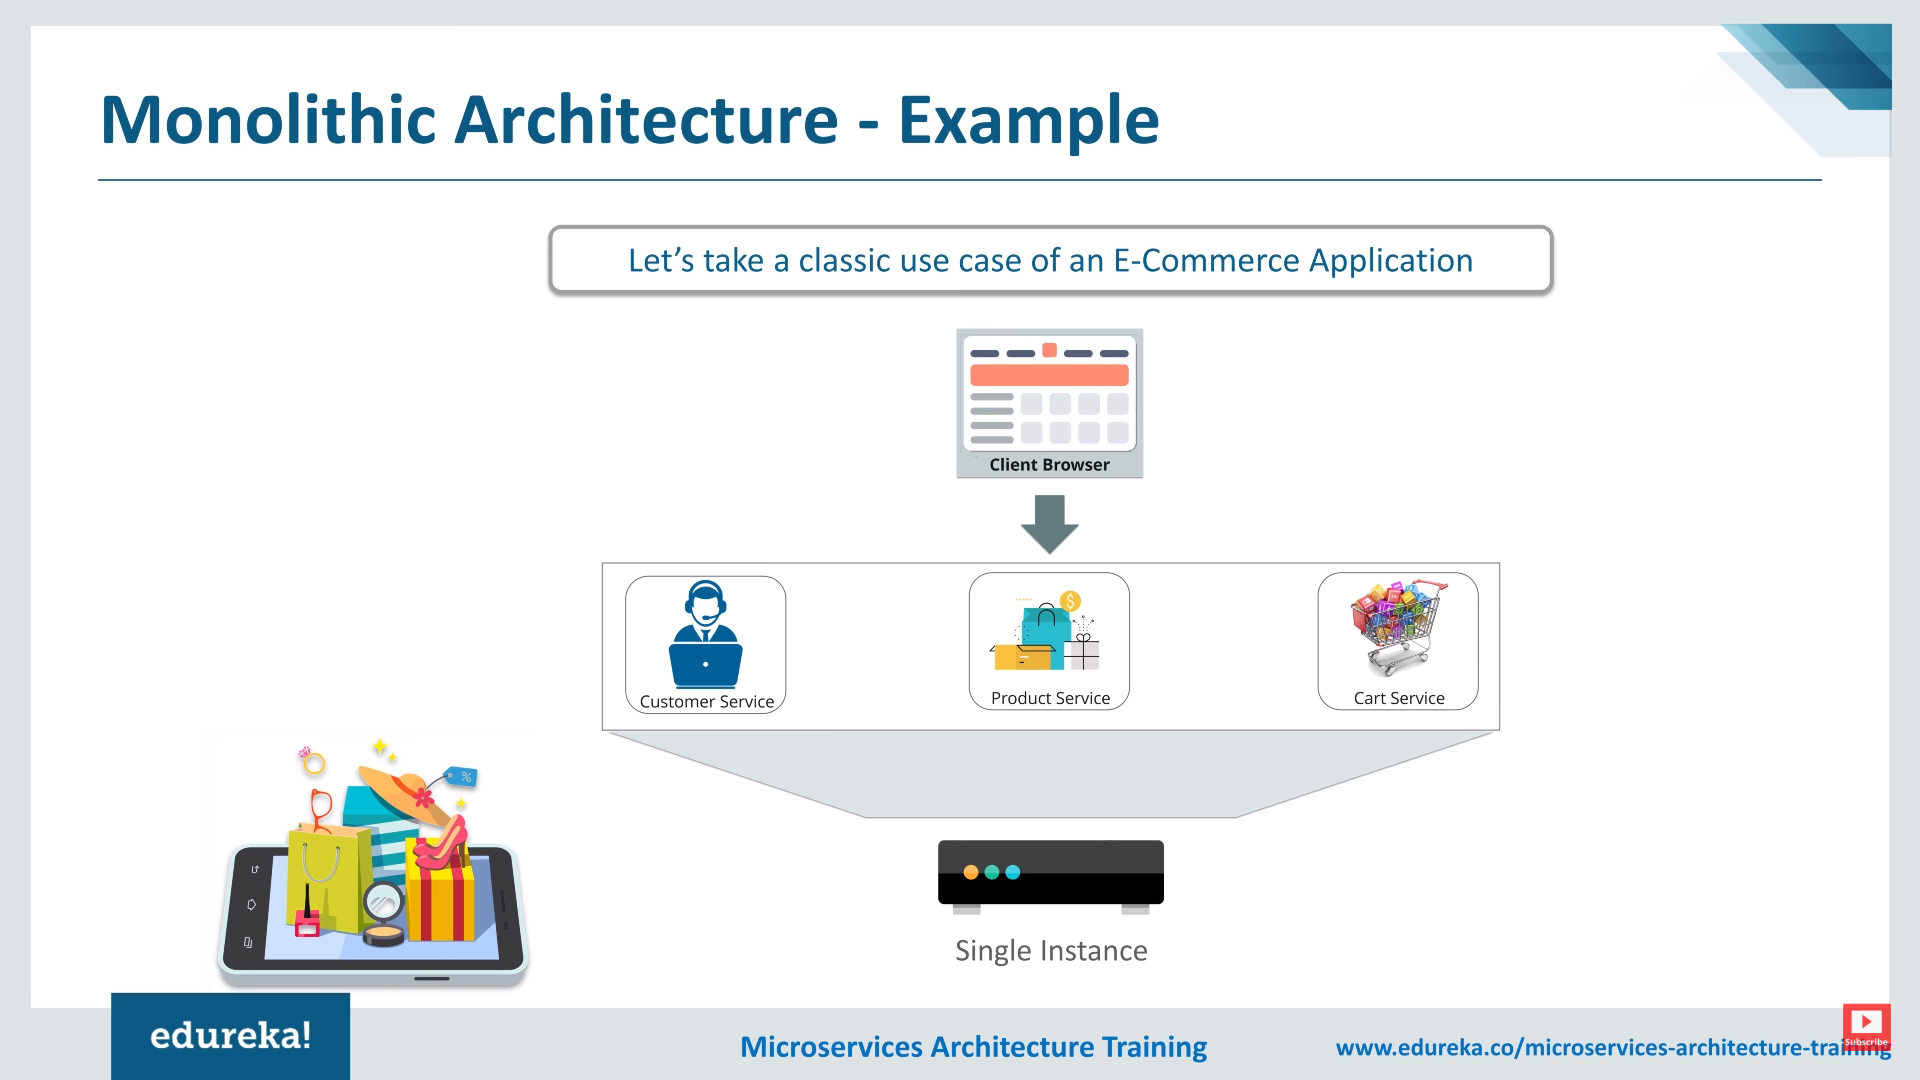 Monolithic Architecture - Example
Let’s take a classic use case of an E-Commerce Application
Client Browser
$
Customer Service
Product Service
Cart Service
%
Single Instance
edureka!
Microservices Architecture Training
www.edureka.co/microservices-architecture-training
Subscribe